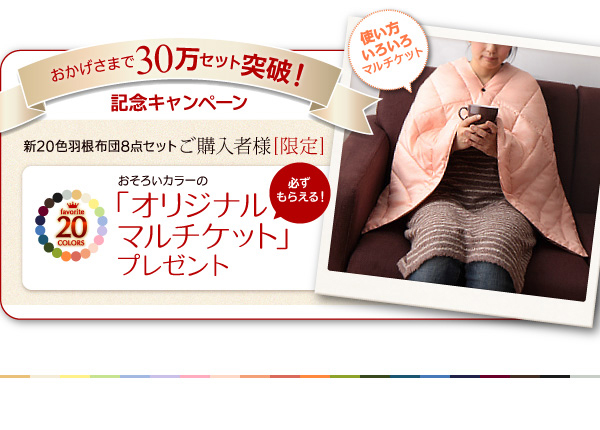 おかげさまで30万セット突破!
記念キャンペーン
新20色羽根布団8点セットご購入者様[限定]
おそろいカラーの
「オリジナル
マルチケット」
プレゼント
必ず
もらえる!
favorite
20
COLORS
使い方
いろいろ
マルチケット